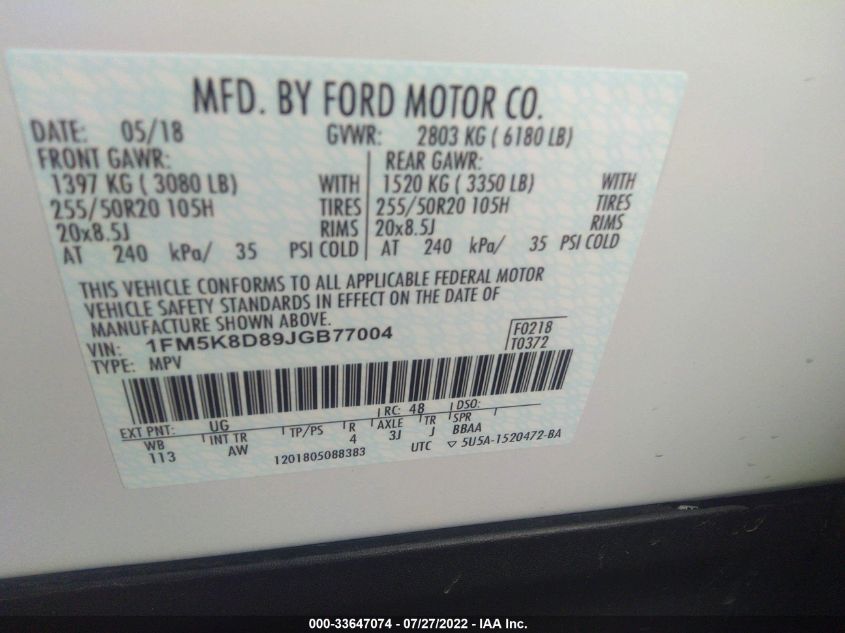 MFD. BY FORD MOTOR CO.
DATE: 05/18 GVWR: 2803 KG ( 6180 LB)
FRONT GAWR: REAR GAWR:
1397 KG ( 3080 LB) WITH 1520 KG ( 3350 LB) WITH
255/50R20 105H TIRES 255/50R20 105H TIRES
20x8.5J RIMS 20x8.5J RIMS
AT 240 kPa/ 35 PSI COLD AT 240 kPa/ 35 PSI COLD
THIS VEHICLE CONFORMS TO ALL APPLICABLE FEDERAL MOTOR
VEHICLE SAFETY STANDARDS IN EFFECT ON THE DATE OF
MANUFACTURE SHOWN ABOVE.
VIN: 1FM5K8D89JGB77004 F0218
TYPE: MPV T0372
EXT PNT: UG RC: 48 DSO:
WB INT TR TP/PS R AXLE TR SPR
113 AW 4 3J J BBAA
1201805088383 UTC ▽ 5U5A-1520472-BA
000-33647074 / 07/27/2022 - IAA Inc.